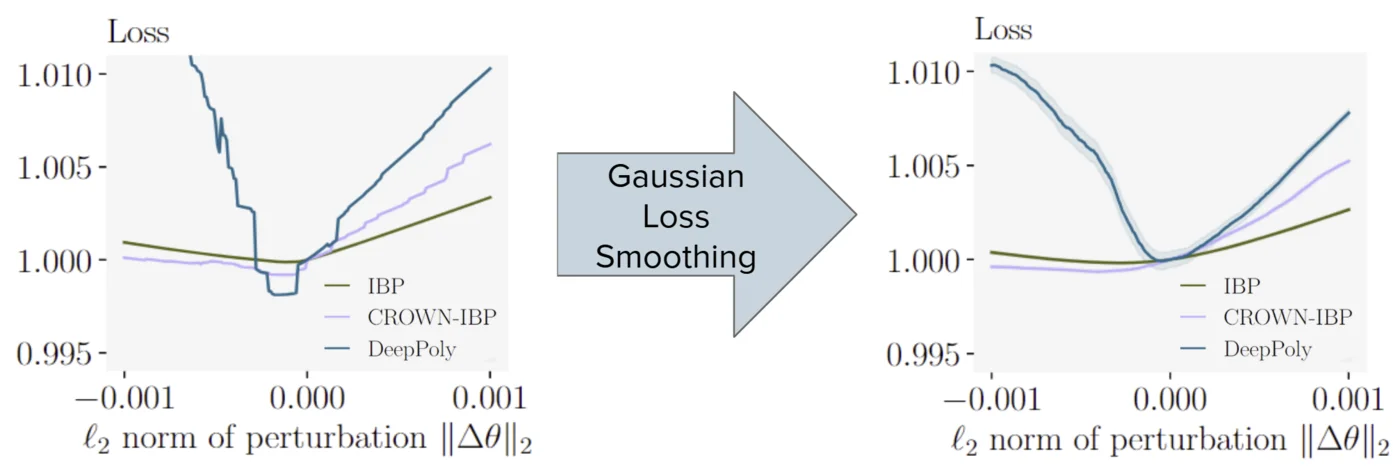 Loss
1.010
1.005
1.000
0.995
−0.001 0.000 0.001
ℓ₂ norm of perturbation ‖Δθ‖₂
IBP
CROWN-IBP
DeepPoly
Gaussian
Loss
Smoothing
Loss
1.010
1.005
1.000
0.995
−0.001 0.000 0.001
ℓ₂ norm of perturbation ‖Δθ‖₂
IBP
CROWN-IBP
DeepPoly